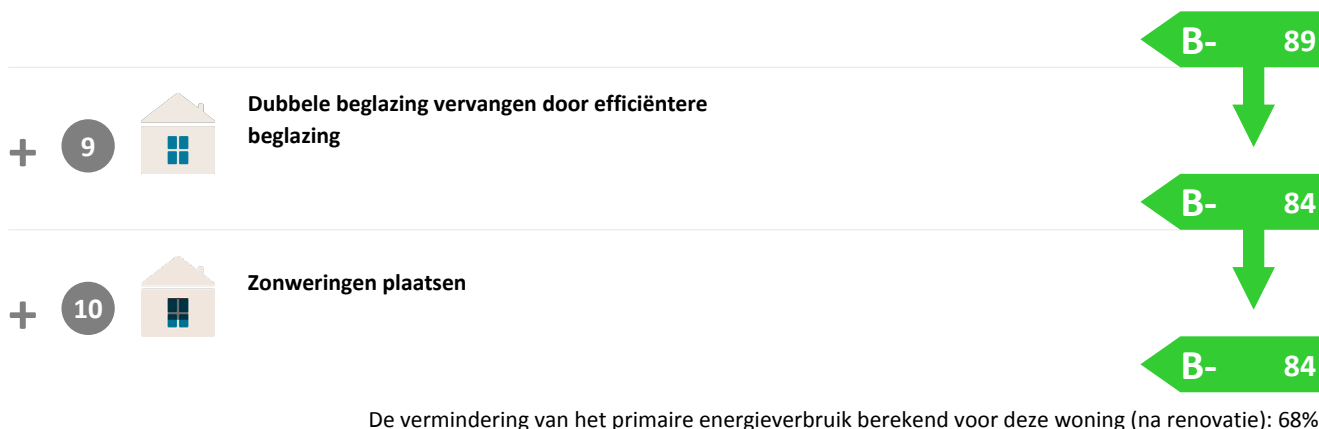 B- 89
Dubbele beglazing vervangen door efficiëntere
beglazing
+ 9
B- 84
Zonweringen plaatsen
+ 10
B- 84
De vermindering van het primaire energieverbruik berekend voor deze woning (na renovatie): 68%